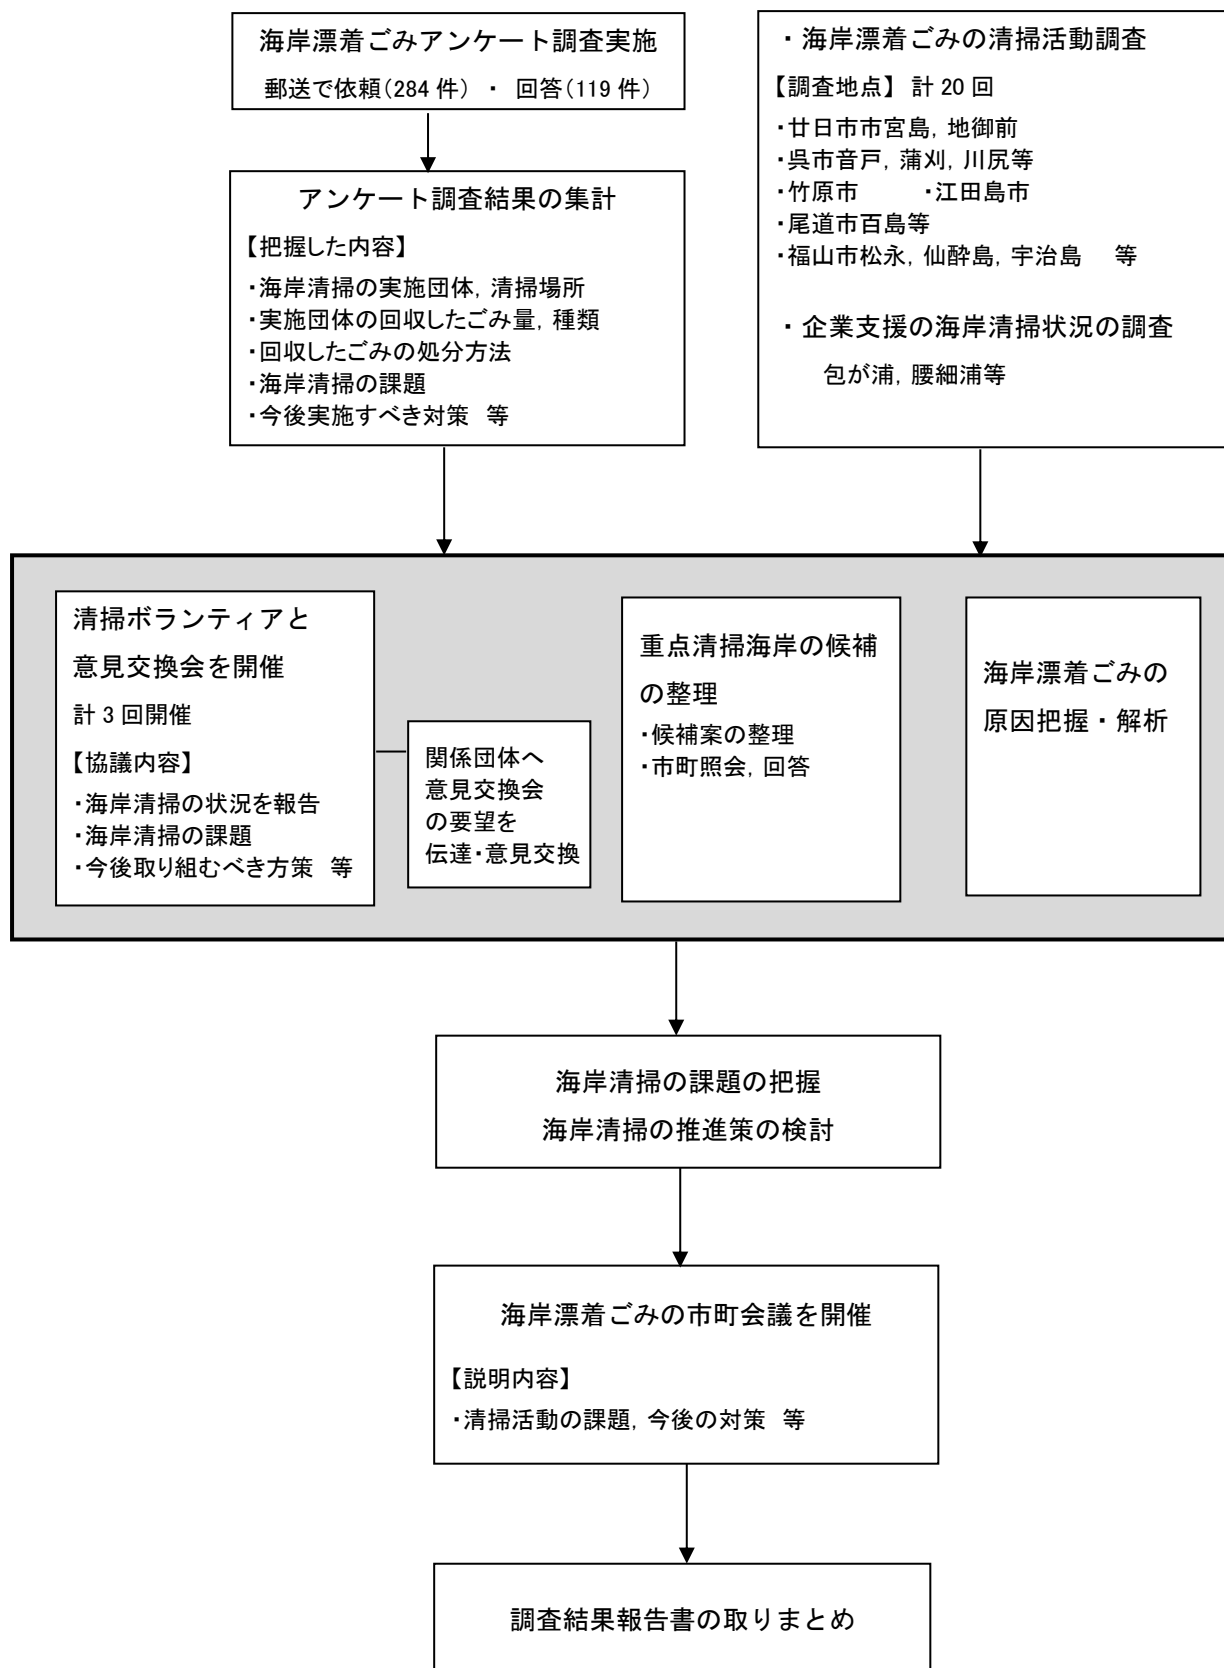 海岸漂着ごみアンケート調査実施
郵送で依頼(284 件) ・ 回答(119 件)
アンケート調査結果の集計
【把握した内容】
・海岸清掃の実施団体, 清掃場所
・実施団体の回収したごみ量, 種類
・回収したごみの処分方法
・海岸清掃の課題
・今後実施すべき対策 等
・海岸漂着ごみの清掃活動調査
【調査地点】 計 20 回
・廿日市市宮島, 地御前
・呉市音戸, 蒲刈, 川尻等
・竹原市 ・江田島市
・尾道市百島等
・福山市松永, 仙酔島, 宇治島 等
・企業支援の海岸清掃状況の調査
包が浦, 腰細浦等
清掃ボランティアと
意見交換会を開催
計 3 回開催
【協議内容】
・海岸清掃の状況を報告
・海岸清掃の課題
・今後取り組むべき方策 等
関係団体へ
意見交換会
の要望を
伝達・意見交換
重点清掃海岸の候補
の整理
・候補案の整理
・市町照会, 回答
海岸漂着ごみの
原因把握・解析
海岸清掃の課題の把握
海岸清掃の推進策の検討
海岸漂着ごみの市町会議を開催
【説明内容】
・清掃活動の課題, 今後の対策 等
調査結果報告書の取りまとめ